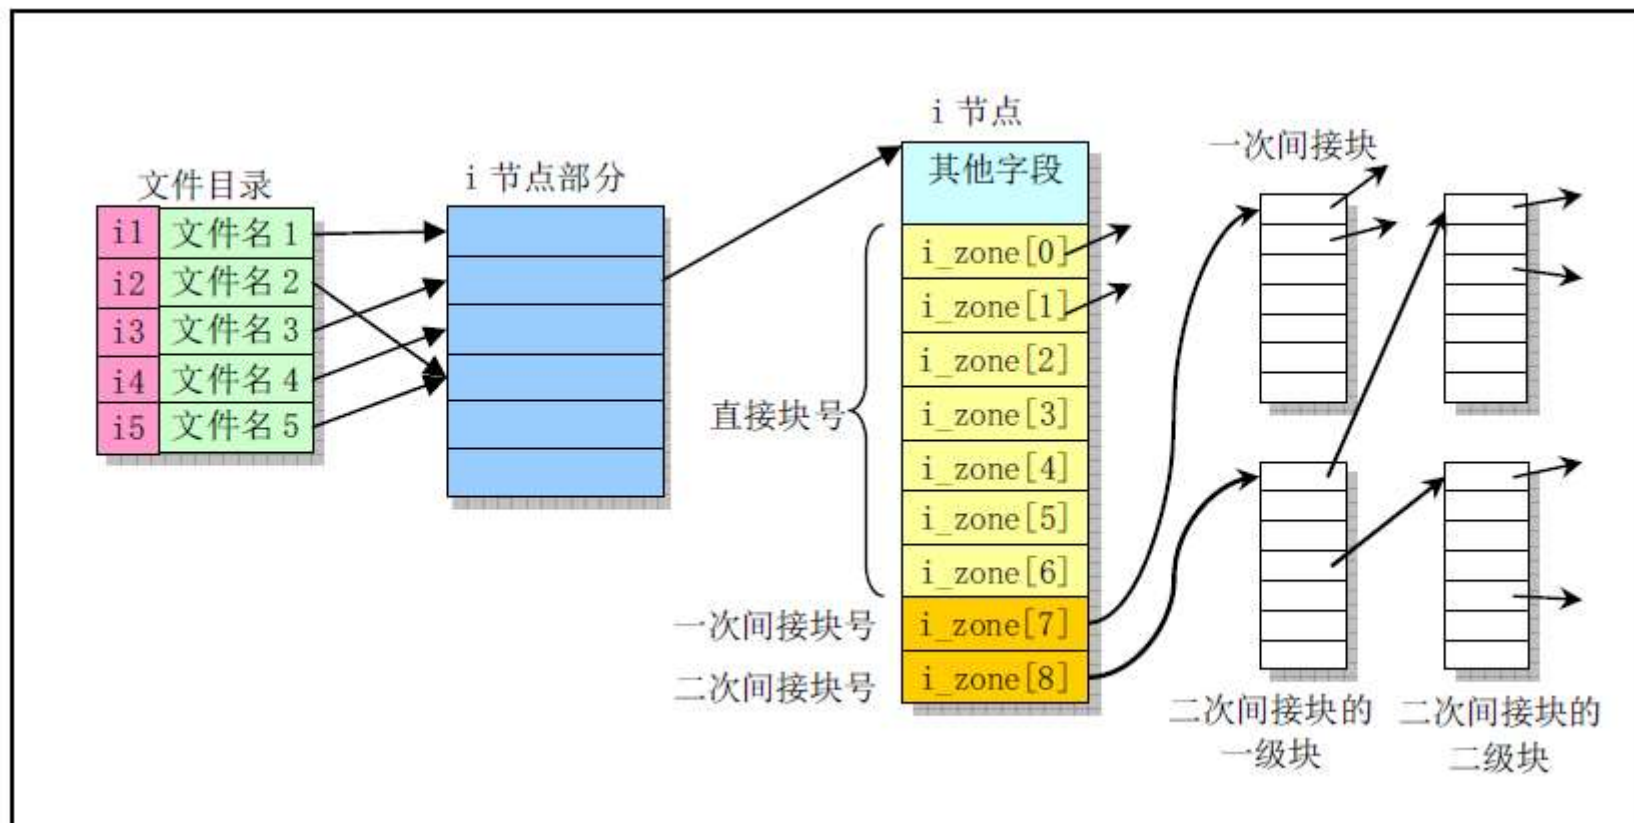 文件目录
i1 文件名 1
i2 文件名 2
i3 文件名 3
i4 文件名 4
i5 文件名 5
i 节点部分
i 节点
其他字段
直接块号
i_zone[0]
i_zone[1]
i_zone[2]
i_zone[3]
i_zone[4]
i_zone[5]
i_zone[6]
一次间接块号 i_zone[7]
二次间接块号 i_zone[8]
一次间接块
二次间接块的
一级块
二次间接块的
二级块